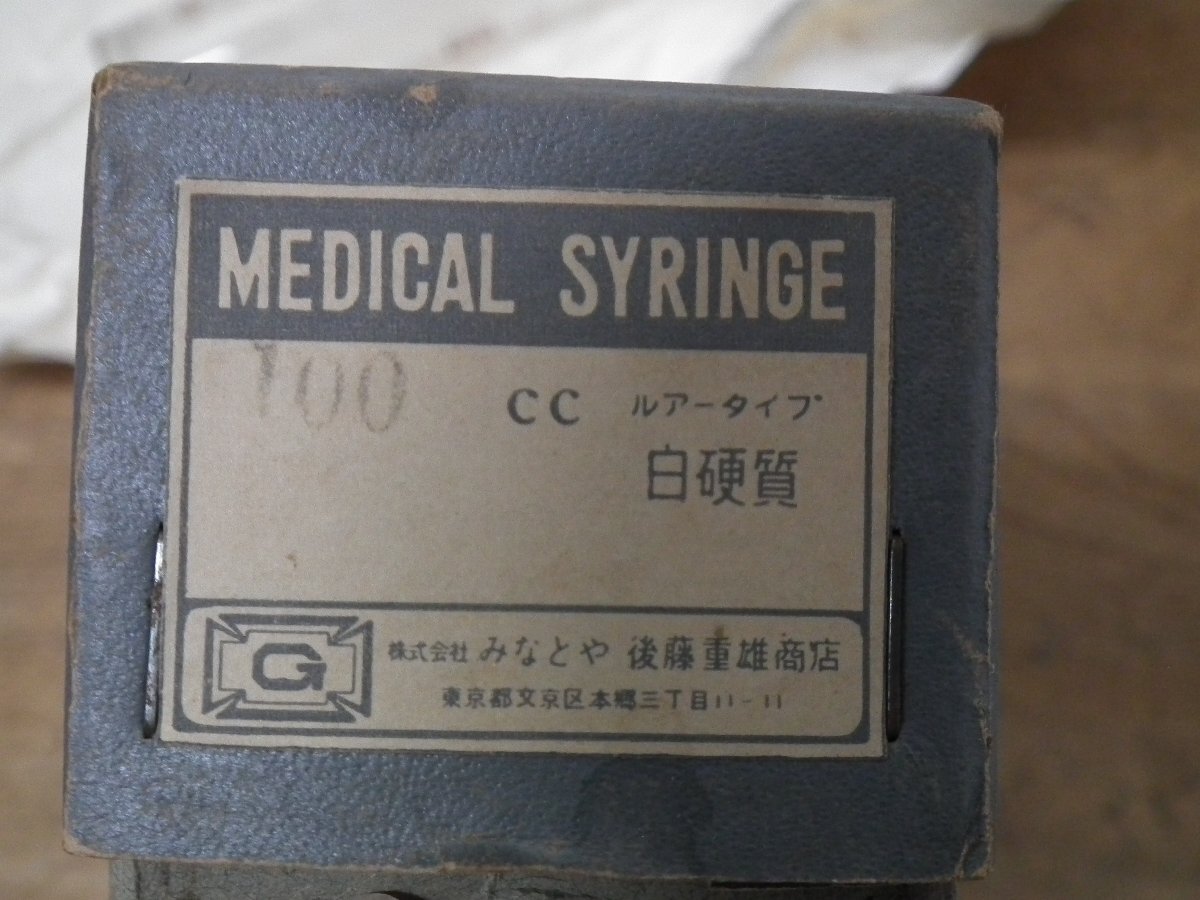 MEDICAL SYRINGE
100 CC ルアータイプ
白硬質
G 株式会社 みなとや 後藤重雄商店
東京都文京区本郷三丁目11-11